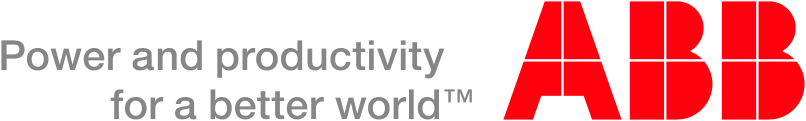 Power and productivity
for a better world™
ABB